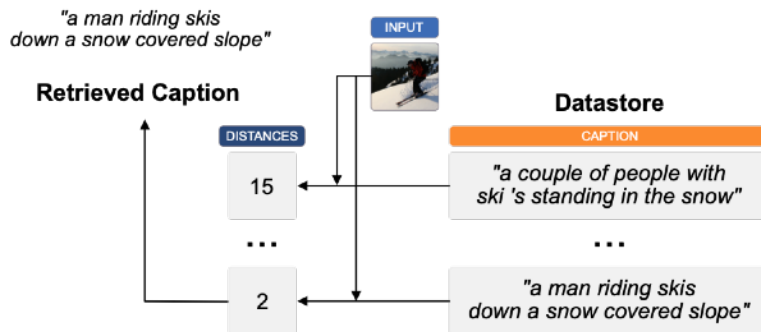 "a man riding skis
down a snow covered slope"
INPUT
Retrieved Caption
Datastore
DISTANCES
CAPTION
15
"a couple of people with
ski 's standing in the snow"
...
...
2
"a man riding skis
down a snow covered slope"